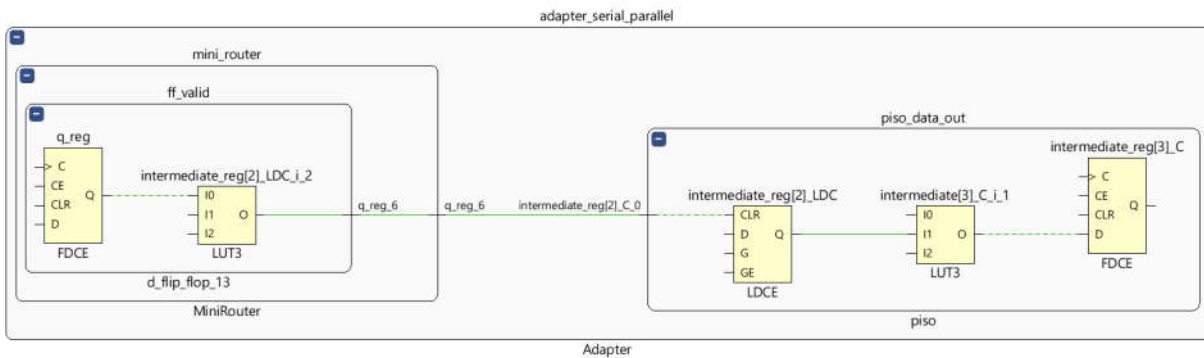 adapter_serial_parallel
mini_router
ff_valid
q_reg
C
CE
CLR
D
Q
FDCE
intermediate_reg[2]_LDC_i_2
I0
I1
I2
O
LUT3
d_flip_flop_13
MiniRouter
q_reg_6
q_reg_6
intermediate_reg[2]_C_0
piso_data_out
intermediate_reg[2]_LDC
CLR
D
G
GE
Q
LDCE
intermediate[3]_C_i_1
I0
I1
I2
O
LUT3
intermediate_reg[3]_C
C
CE
CLR
D
Q
FDCE
piso
Adapter